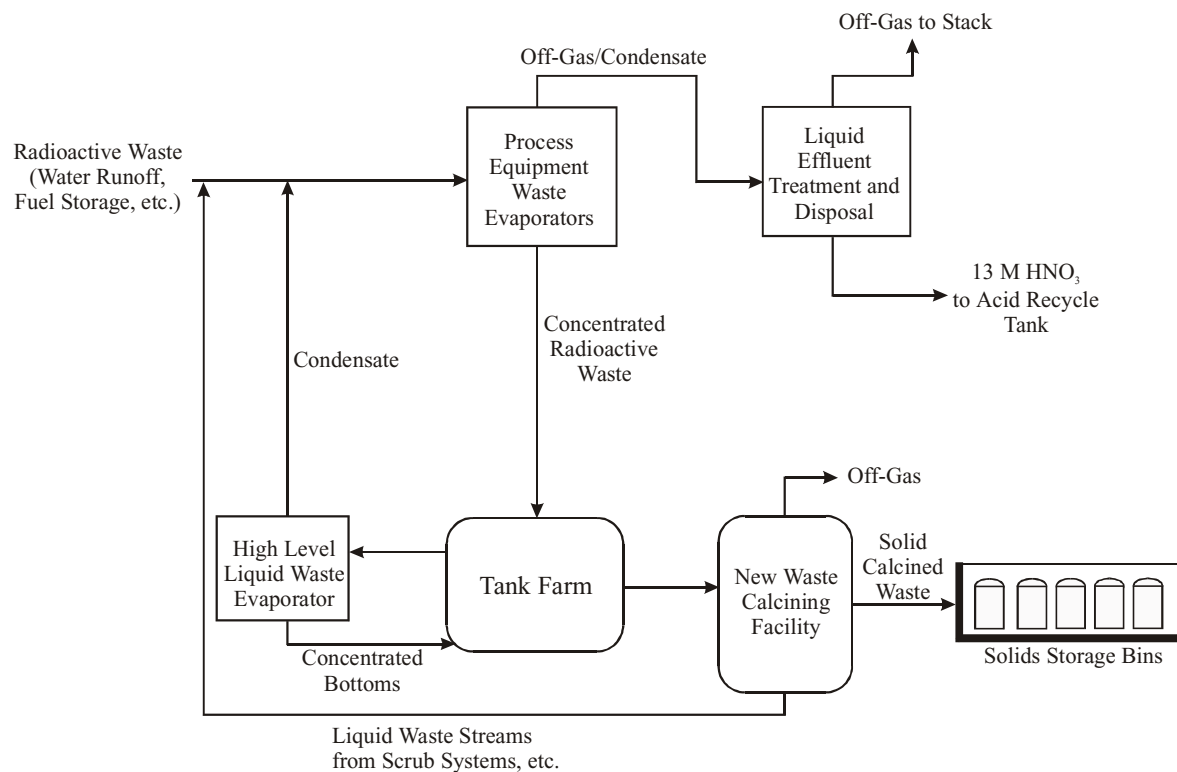 Off-Gas to Stack
Off-Gas/Condensate
Radioactive Waste
(Water Runoff,
Fuel Storage, etc.)
Process
Equipment
Waste
Evaporators
Liquid
Effluent
Treatment and
Disposal
13 M HNO₃
to Acid Recycle
Tank
Condensate
Concentrated
Radioactive
Waste
Off-Gas
High Level
Liquid Waste
Evaporator
Tank Farm
New Waste
Calcining
Facility
Solid
Calcined
Waste
Solids Storage Bins
Concentrated
Bottoms
Liquid Waste Streams
from Scrub Systems, etc.